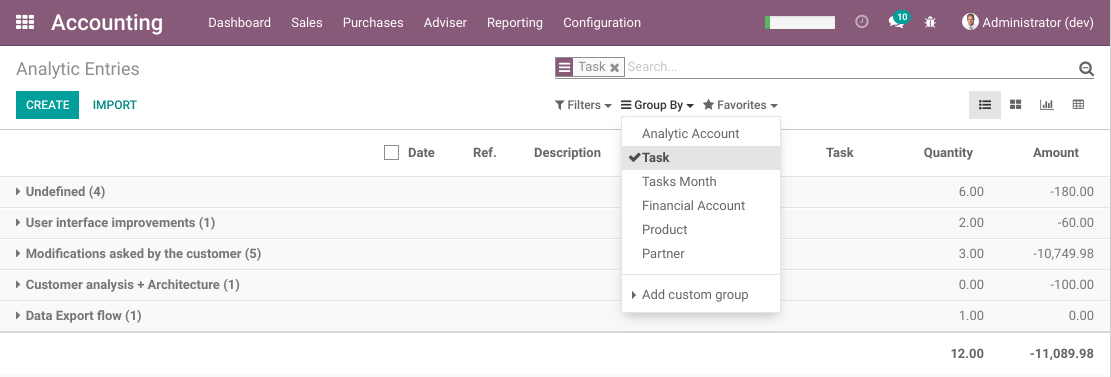 Accounting Dashboard Sales Purchases Adviser Reporting Configuration 10 Administrator (dev)
Analytic Entries Task Search...
CREATE IMPORT Filters Group By Favorites
Analytic Account
Date Ref. Description Task Task Quantity Amount
Tasks Month
Undefined (4) 6.00 -180.00
Financial Account
User interface improvements (1) Product 2.00 -60.00
Modifications asked by the customer (5) Partner 3.00 -10,749.98
Customer analysis + Architecture (1) Add custom group 0.00 -100.00
Data Export flow (1) 1.00 0.00
12.00 -11,089.98